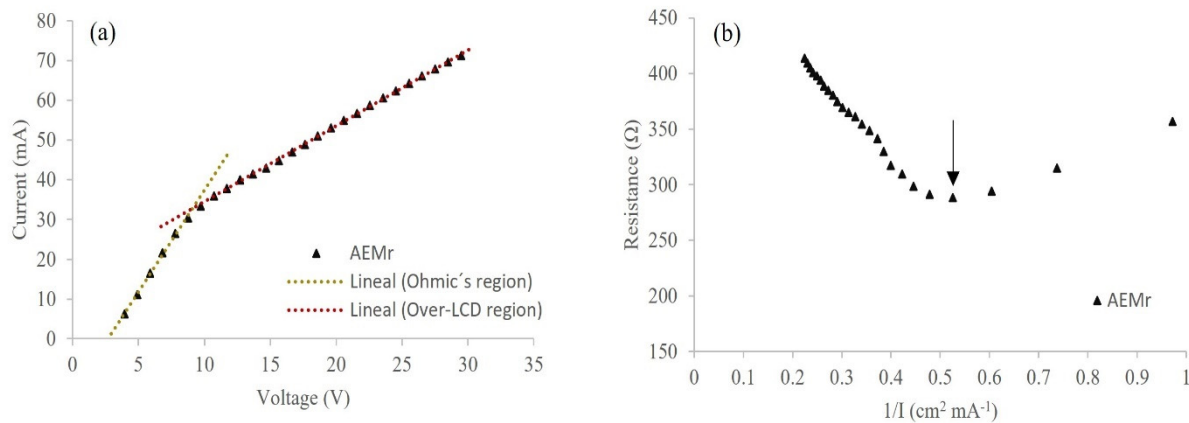 (a)
80
70
60
50
40
30
20
10
0
Current (mA)
0 5 10 15 20 25 30 35
Voltage (V)
AEMr
Lineal (Ohmic´s region)
Lineal (Over-LCD region)
(b)
450
400
350
300
250
200
150
Resistance (Ω)
0 0.1 0.2 0.3 0.4 0.5 0.6 0.7 0.8 0.9 1
1/I (cm² mA⁻¹)
AEMr